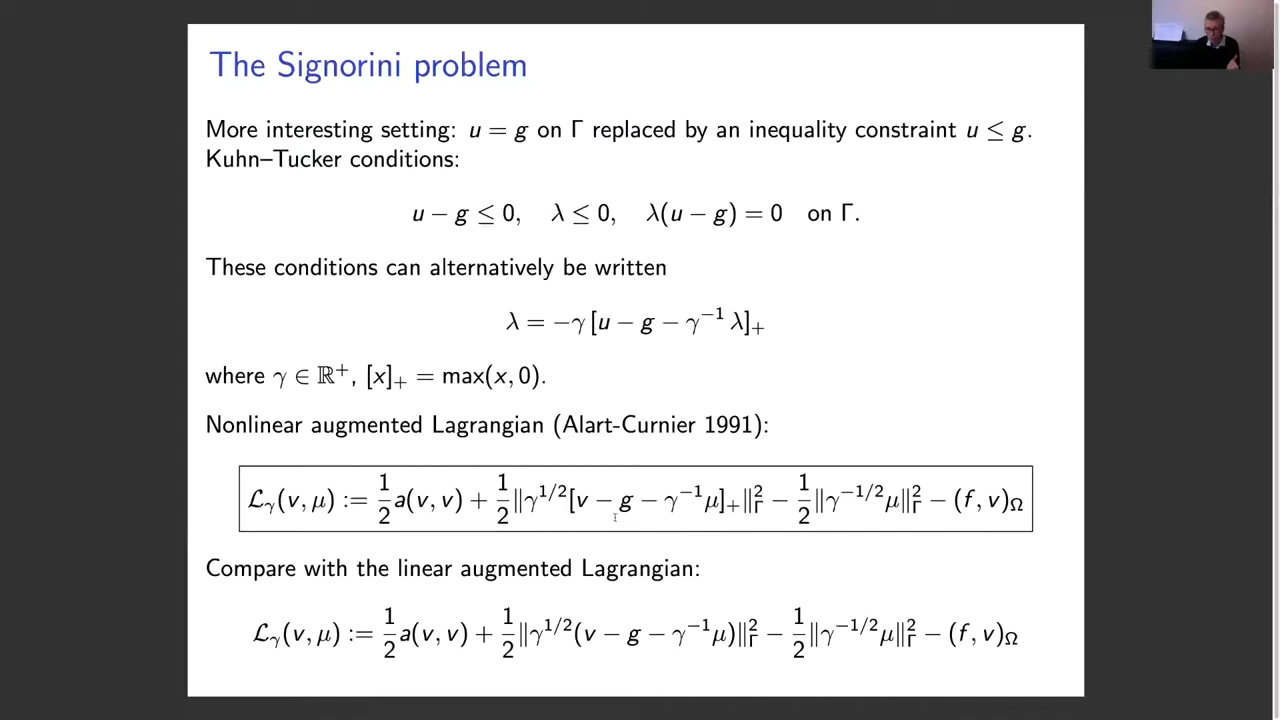 The Signorini problem
More interesting setting: u = g on Γ replaced by an inequality constraint u ≤ g.
Kuhn–Tucker conditions:
u − g ≤ 0, λ ≤ 0, λ(u − g) = 0 on Γ.
These conditions can alternatively be written
λ = −γ [u − g − γ⁻¹ λ]₊
where γ ∈ ℝ⁺, [x]₊ = max(x, 0).
Nonlinear augmented Lagrangian (Alart-Curnier 1991):
ℒ_γ(v, μ) := 1/2 a(v, v) + 1/2 ‖γ^{1/2}[v − g − γ⁻¹μ]₊‖²_Γ − 1/2 ‖γ^{−1/2}μ‖²_Γ − (f, v)_Ω
Compare with the linear augmented Lagrangian:
ℒ_γ(v, μ) := 1/2 a(v, v) + 1/2 ‖γ^{1/2}(v − g − γ⁻¹μ)‖²_Γ − 1/2 ‖γ^{−1/2}μ‖²_Γ − (f, v)_Ω